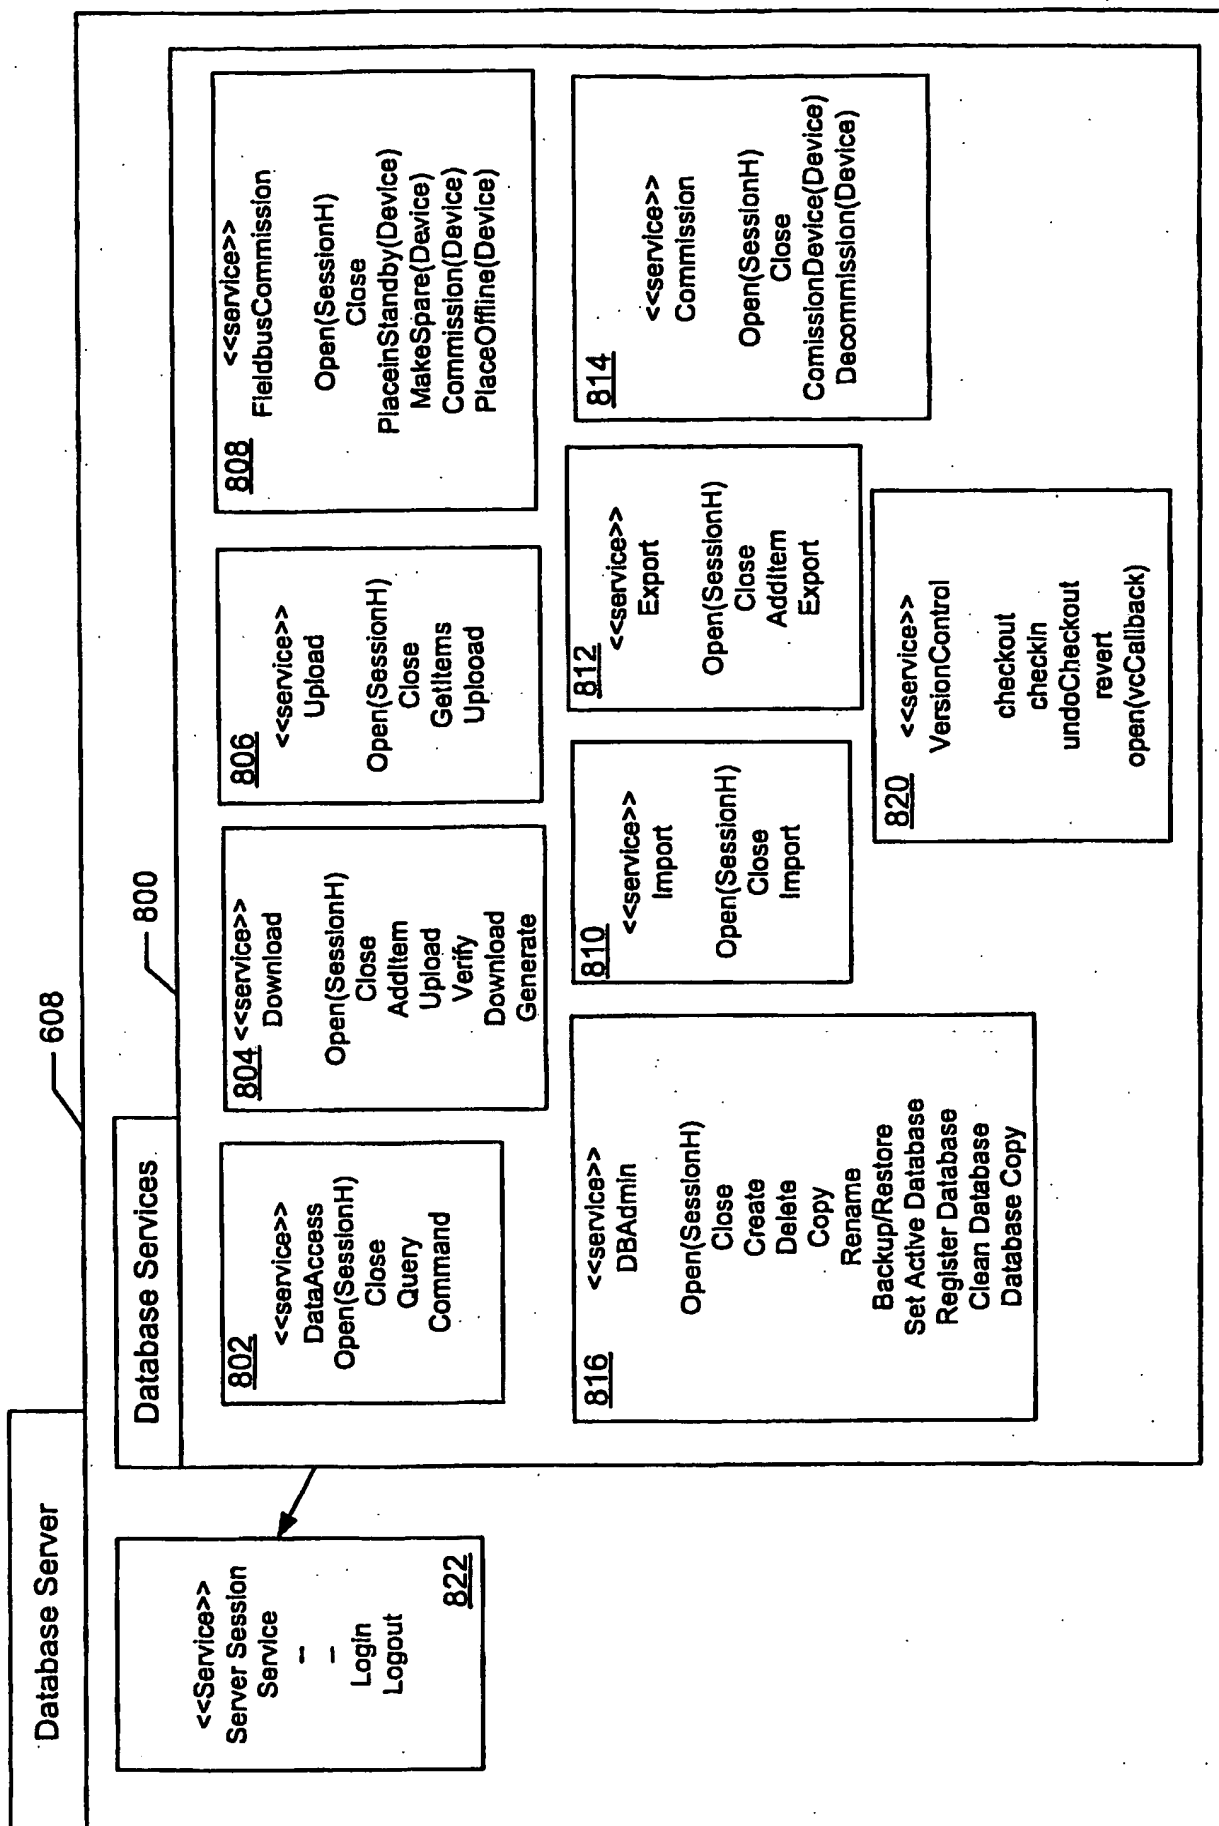 Database Server
608
<<Service>>
Server Session
Service
--
--
Login
Logout
822
Database Services
800
802
<<service>>
DataAccess
Open(SessionH)
Close
Query
Command
804 <<service>>
Download
Open(SessionH)
Close
AddItem
Upload
Verify
Download
Generate
806
<<service>>
Upload
Open(SessionH)
Close
GetItems
Uplooad
808
<<service>>
FieldbusCommission
Open(SessionH)
Close
PlaceinStandby(Device)
MakeSpare(Device)
Commission(Device)
PlaceOffline(Device)
816
<<service>>
DBAdmin
Open(SessionH)
Close
Create
Delete
Copy
Rename
Backup/Restore
Set Active Database
Register Database
Clean Database
Database Copy
810
<<service>>
Import
Open(SessionH)
Close
Import
812
<<service>>
Export
Open(SessionH)
Close
AddItem
Export
814
<<service>>
Commission
Open(SessionH)
Close
ComissionDevice(Device)
Decommission(Device)
820
<<service>>
VersionControl
checkout
checkin
undoCheckout
revert
open(vcCallback)